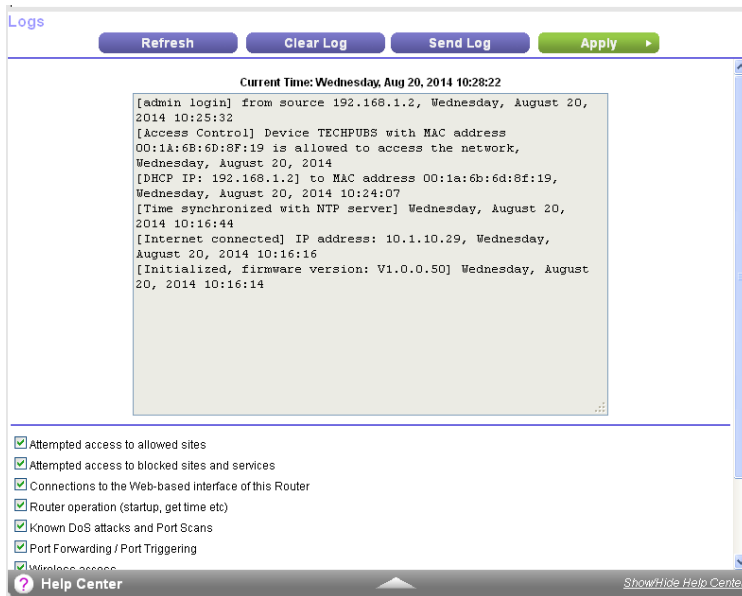 Logs
Refresh Clear Log Send Log Apply
Current Time: Wednesday, Aug 20, 2014 10:28:22
[admin login] from source 192.168.1.2, Wednesday, August 20,
2014 10:25:32
[Access Control] Device TECHPUBS with MAC address
00:1A:6B:6D:8F:19 is allowed to access the network,
Wednesday, August 20, 2014
[DHCP IP: 192.168.1.2] to MAC address 00:1a:6b:6d:8f:19,
Wednesday, August 20, 2014 10:24:07
[Time synchronized with NTP server] Wednesday, August 20,
2014 10:16:44
[Internet connected] IP address: 10.1.10.29, Wednesday,
August 20, 2014 10:16:16
[Initialized, firmware version: V1.0.0.50] Wednesday, August
20, 2014 10:16:14
Attempted access to allowed sites
Attempted access to blocked sites and services
Connections to the Web-based interface of this Router
Router operation (startup, get time etc)
Known DoS attacks and Port Scans
Port Forwarding / Port Triggering
Wireless access
? Help Center Show/Hide Help Center